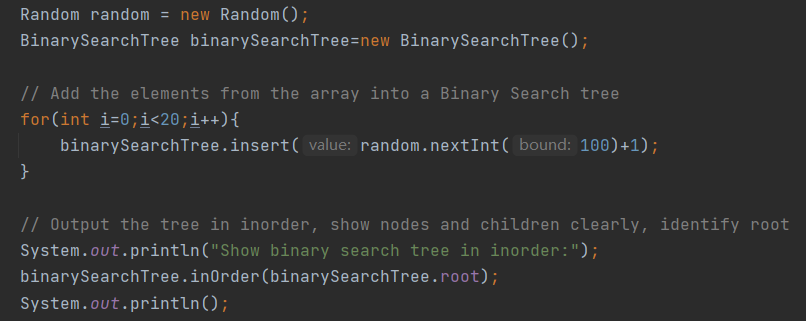 Random random = new Random();
BinarySearchTree binarySearchTree=new BinarySearchTree();
// Add the elements from the array into a Binary Search tree
for(int i=0;i<20;i++){
    binarySearchTree.insert( value: random.nextInt( bound: 100)+1);
}
// Output the tree in inorder, show nodes and children clearly, identify root
System.out.println("Show binary search tree in inorder:");
binarySearchTree.inOrder(binarySearchTree.root);
System.out.println();